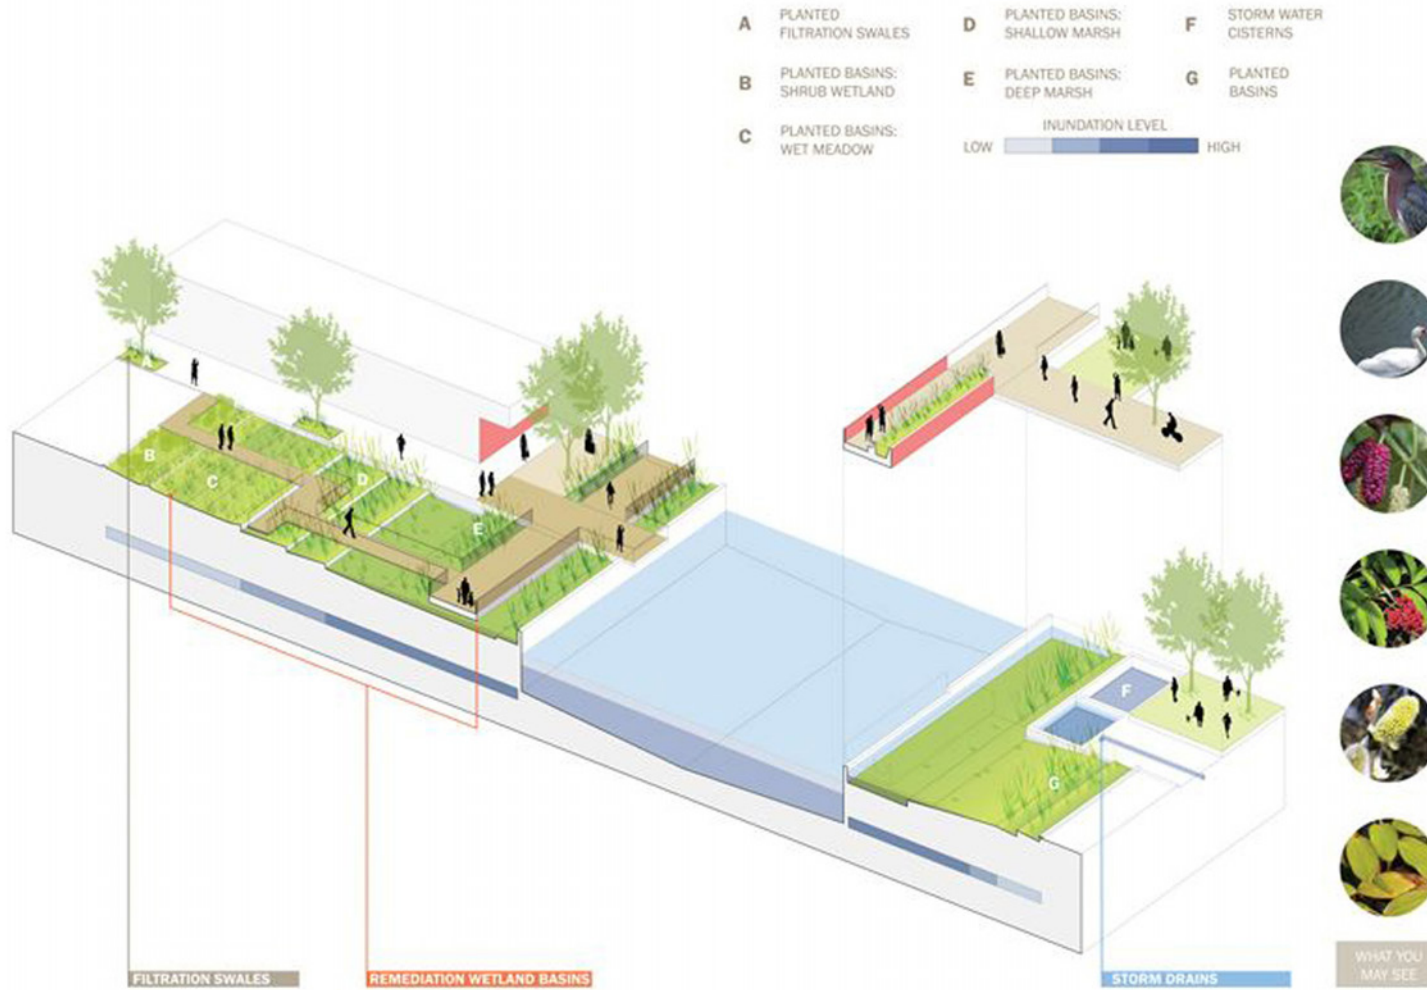 A
PLANTED
FILTRATION SWALES
B
PLANTED BASINS:
SHRUB WETLAND
C
PLANTED BASINS:
WET MEADOW
D
PLANTED BASINS:
SHALLOW MARSH
E
PLANTED BASINS:
DEEP MARSH
F
STORM WATER
CISTERNS
G
PLANTED
BASINS
INUNDATION LEVEL
LOW
HIGH
A
B
C
D
E
F
G
FILTRATION SWALES
REMEDIATION WETLAND BASINS
STORM DRAINS
WHAT YOU
MAY SEE